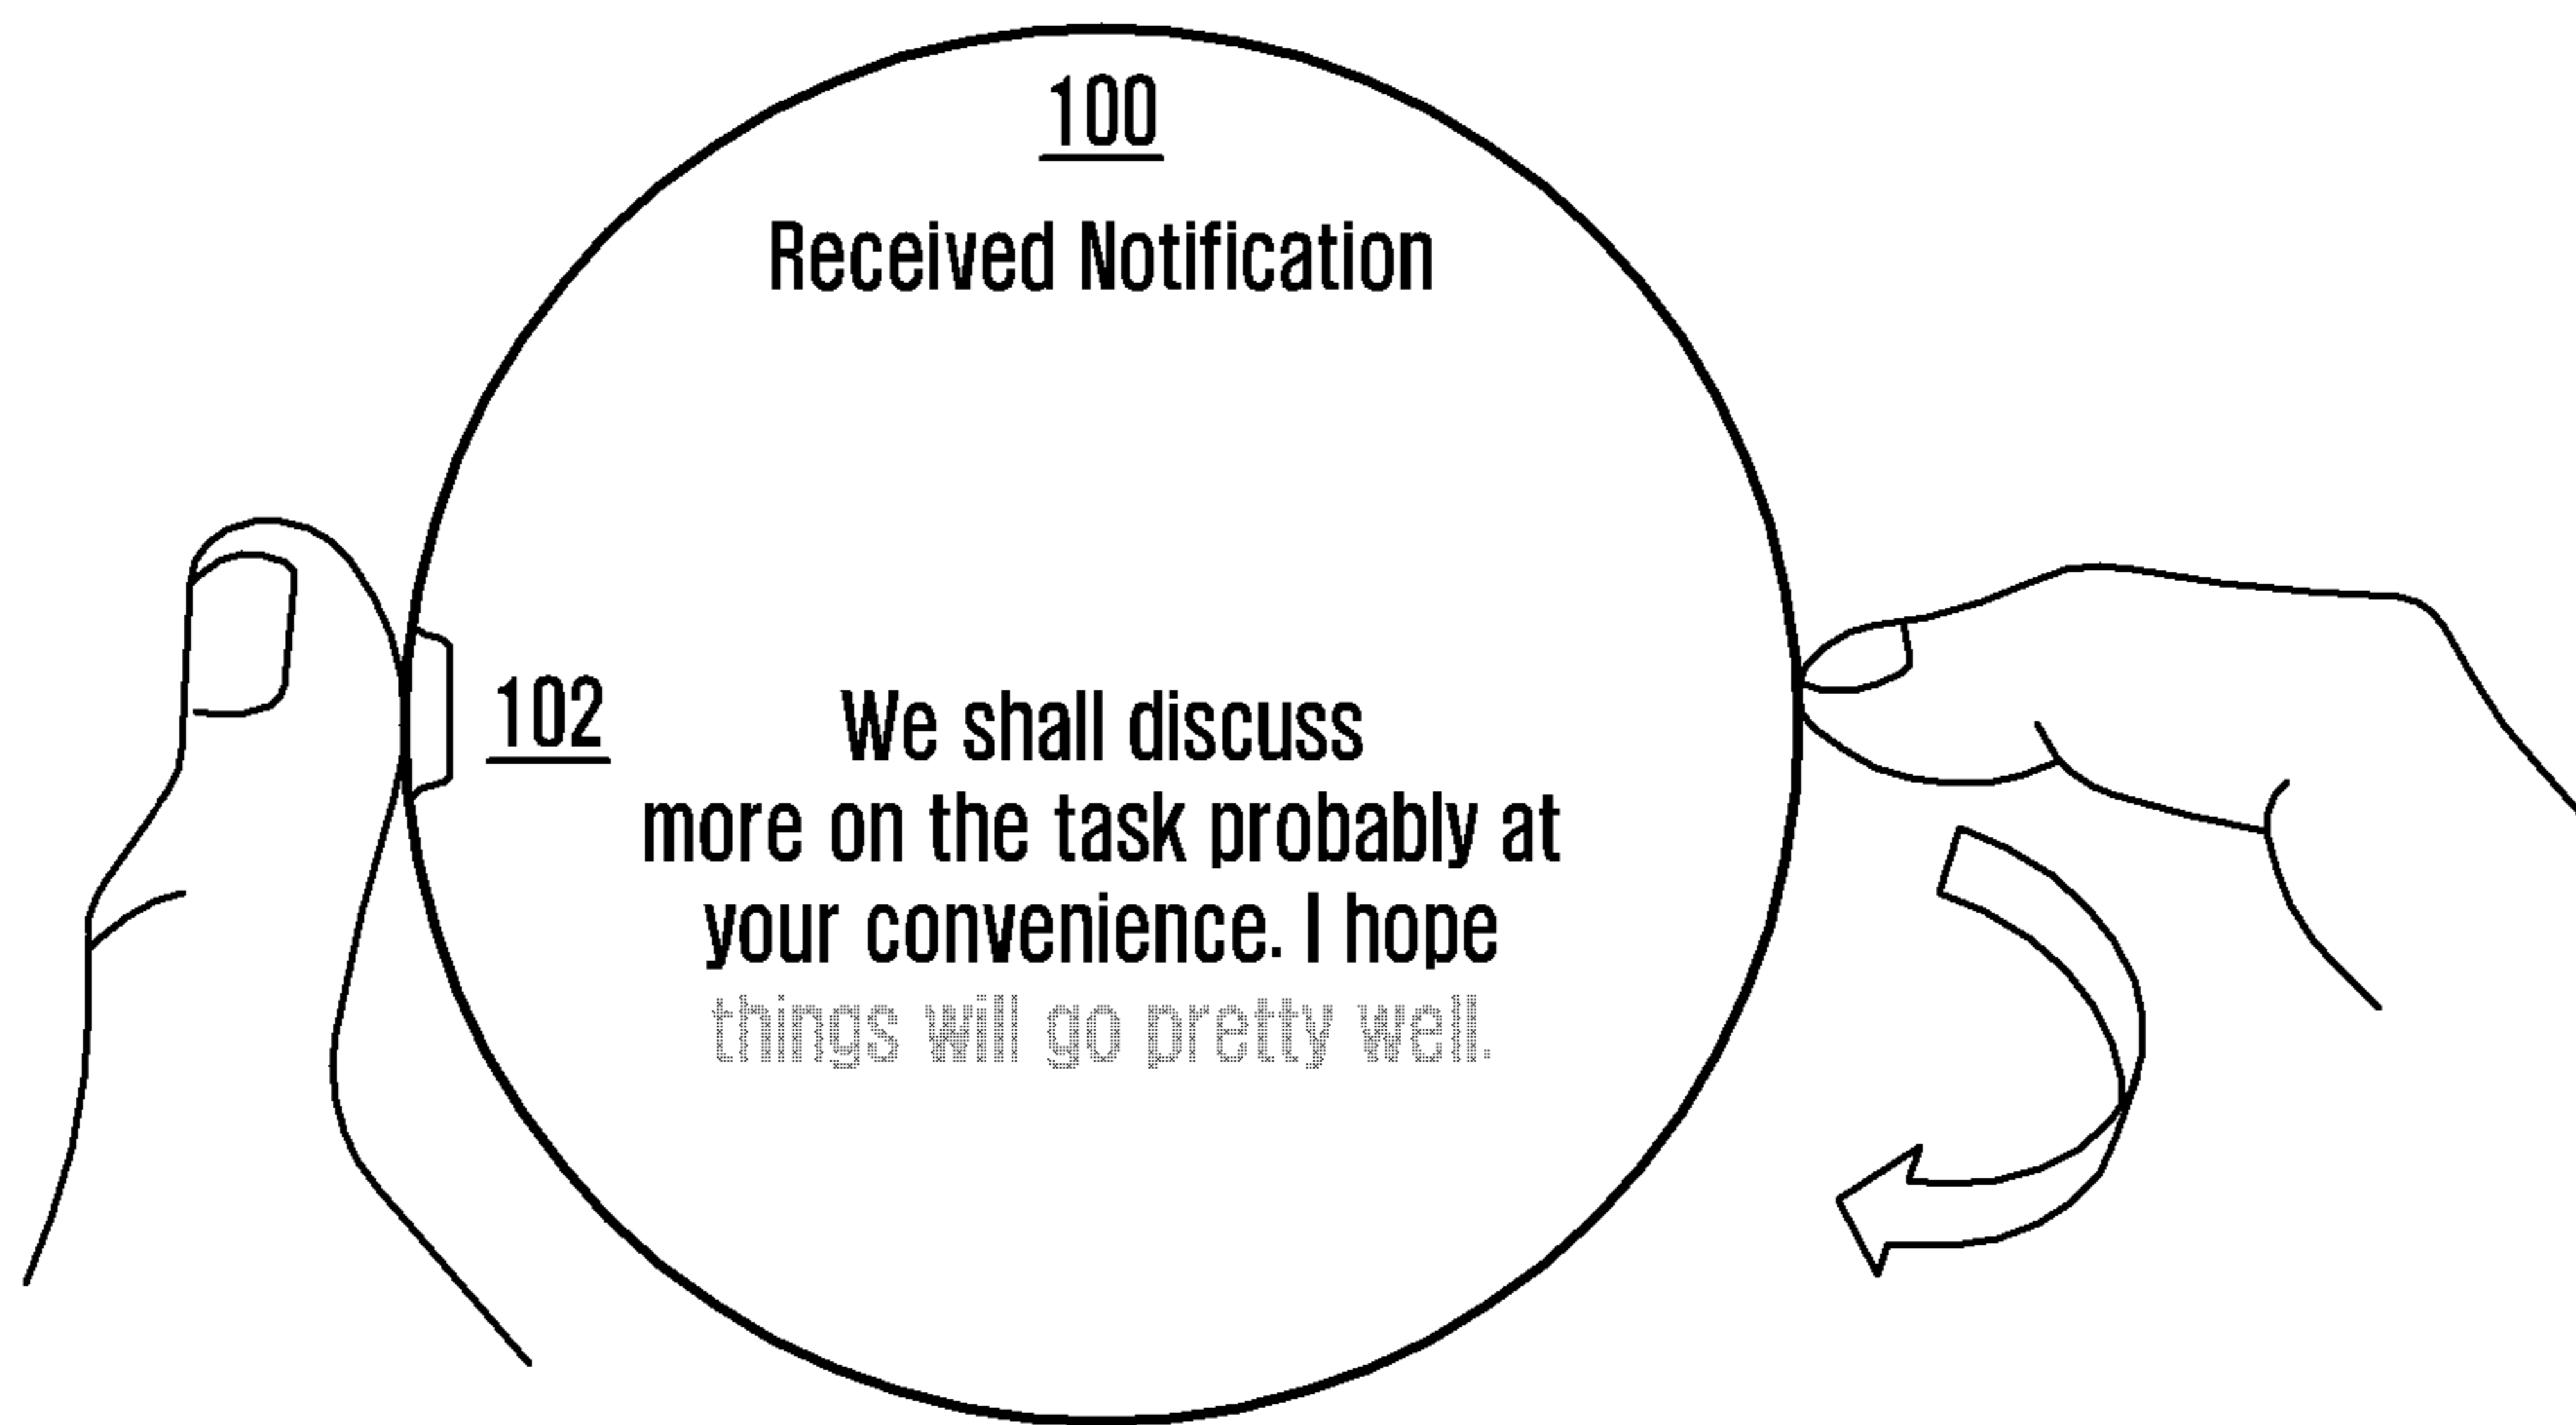 100
Received Notification
102
We shall discuss
more on the task probably at
your convenience. I hope
things will go pretty well.